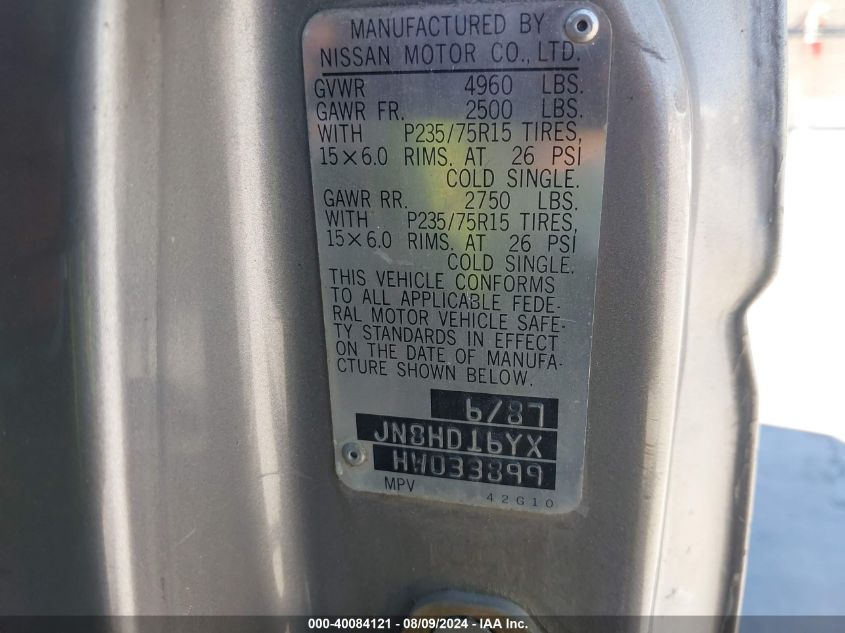 MANUFACTURED BY
NISSAN MOTOR CO., LTD.
GVWR 4960 LBS.
GAWR FR. 2500 LBS.
WITH P235/75R15 TIRES,
15×6.0 RIMS. AT 26 PSI
COLD SINGLE.
GAWR RR. 2750 LBS.
WITH P235/75R15 TIRES,
15×6.0 RIMS. AT 26 PSI
COLD SINGLE.
THIS VEHICLE CONFORMS
TO ALL APPLICABLE FEDE-
RAL MOTOR VEHICLE SAFE-
TY STANDARDS IN EFFECT
ON THE DATE OF MANUFA-
CTURE SHOWN BELOW.
6/87
JN8HD16YX
HW033899
MPV 42G10
000-40084121 - 08/09/2024 - IAA Inc.